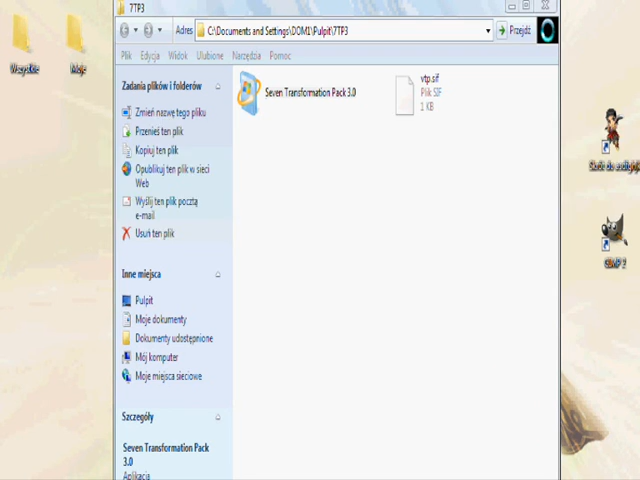 7TP3
Adres
C:\Documents and Settings\DOM1\Pulpit\7TP3
Przejdź
Plik Edycja Widok Ulubione Narzędzia Pomoc
Wszystkie
Moje
Zadania plików i folderów
Zmień nazwę tego pliku
Przenieś ten plik
Kopiuj ten plik
Opublikuj ten plik w sieci
Web
Wyślij ten plik pocztą
e-mail
Usuń ten plik
Inne miejsca
Pulpit
Moje dokumenty
Dokumenty udostępnione
Mój komputer
Moje miejsca sieciowe
Szczegóły
Seven Transformation Pack
3.0
Aplikacja
Seven Transformation Pack 3.0
vtp.sif
Plik SIF
1 KB
Skrót do
GIMP 2